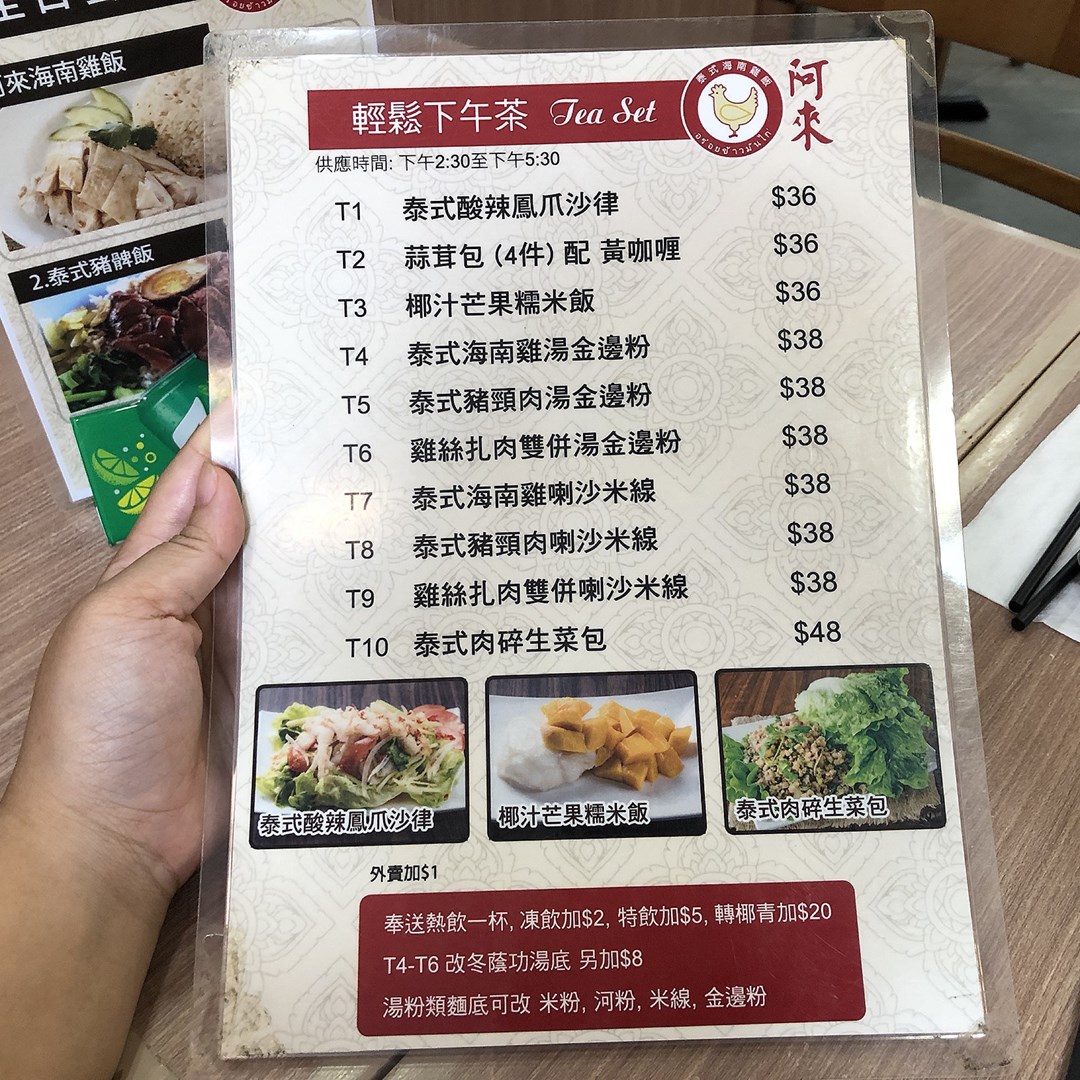 來海南雞飯
2.泰式豬髀飯
輕鬆下午茶 Tea Set
泰式海南雞飯
阿來
供應時間: 下午2:30至下午5:30
T1 泰式酸辣鳳爪沙律 $36
T2 蒜茸包 (4件) 配 黃咖喱 $36
T3 椰汁芒果糯米飯 $36
T4 泰式海南雞湯金邊粉 $38
T5 泰式豬頸肉湯金邊粉 $38
T6 雞絲扎肉雙併湯金邊粉 $38
T7 泰式海南雞喇沙米線 $38
T8 泰式豬頸肉喇沙米線 $38
T9 雞絲扎肉雙併喇沙米線 $38
T10 泰式肉碎生菜包 $48
泰式酸辣鳳爪沙律
椰汁芒果糯米飯
泰式肉碎生菜包
外賣加$1
奉送熱飲一杯, 凍飲加$2, 特飲加$5, 轉椰青加$20
T4-T6 改冬蔭功湯底 另加$8
湯粉類麵底可改 米粉, 河粉, 米線, 金邊粉